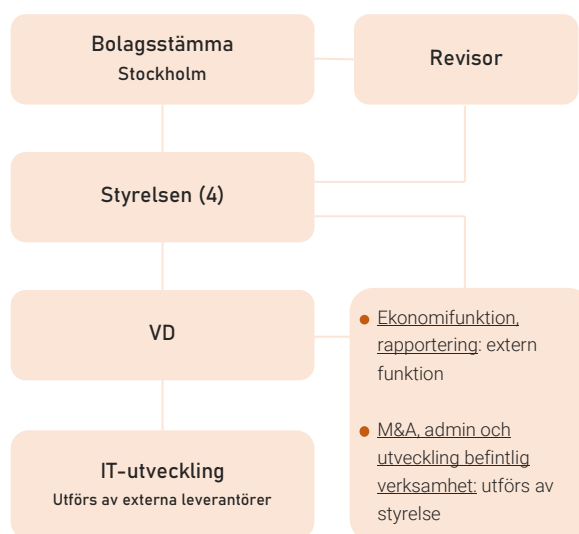 Bolagsstämma
Stockholm
Revisor
Styrelsen (4)
VD
Ekonomifunktion,
rapportering: extern
funktion
M&A, admin och
utveckling befintlig
verksamhet: utförs av
styrelse
IT-utveckling
Utförs av externa leverantörer